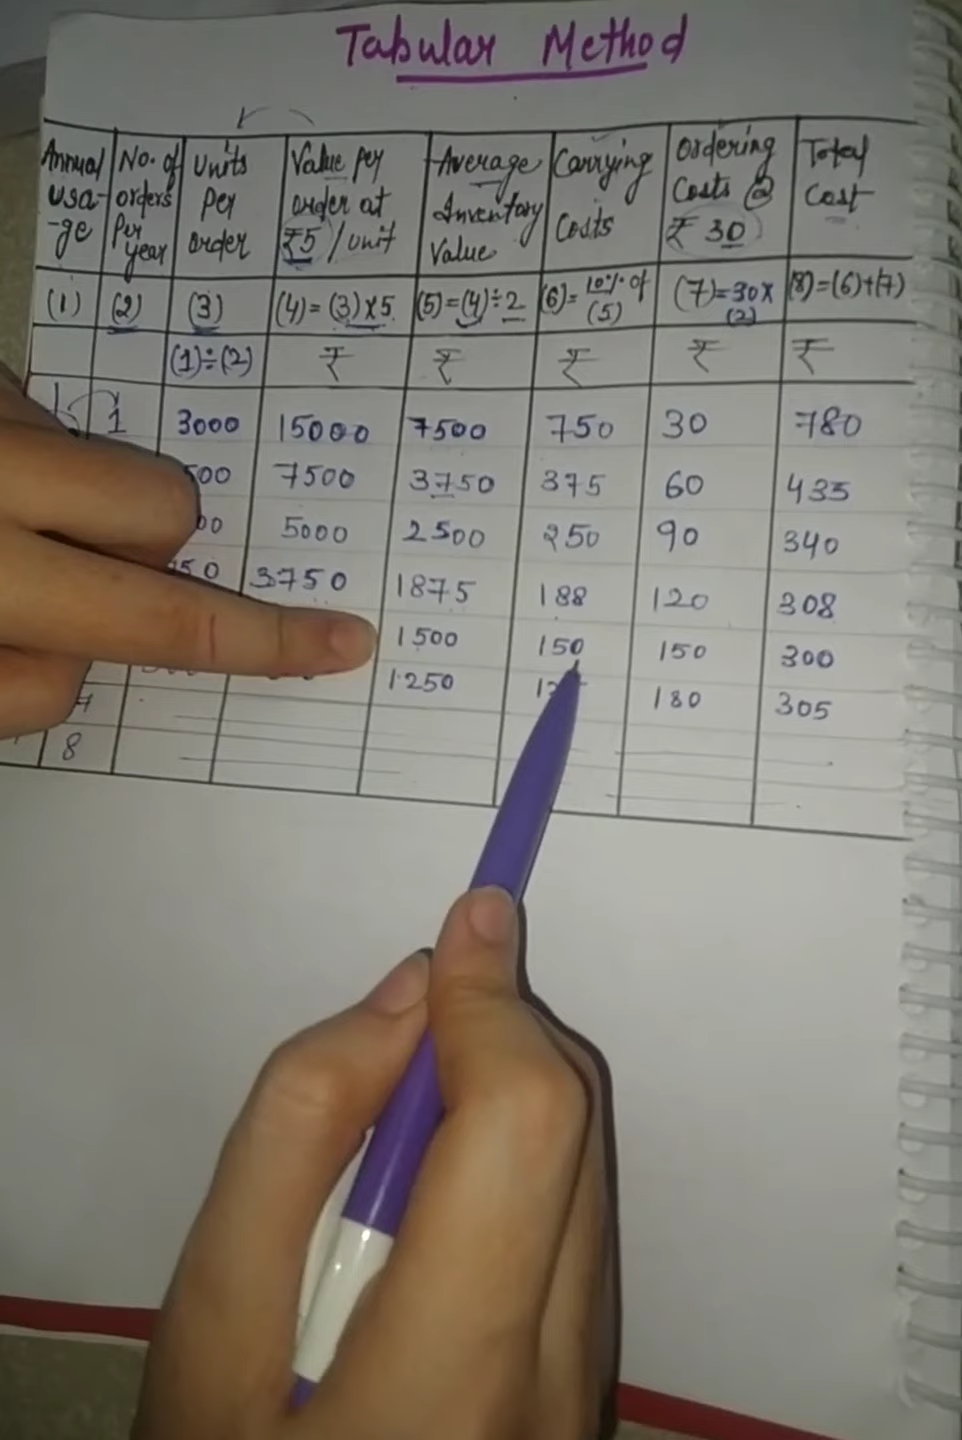 Tabular Method
Annual Usa-ge | No. of orders Per year | Units Per order | Value per order at ₹5/unit | Average Inventory Value | Carrying Costs | Ordering Costs @ ₹ 30 | Total Cost
(1) | (2) | (3) | (4)=(3)×5 | (5)=(4)÷2 | (6)=10% of (5) | (7)=30×(2) | (8)=(6)+(7)
(1)÷(2) | ₹ | ₹ | ₹ | ₹ | ₹
1 | 3000 | 15000 | 7500 | 750 | 30 | 780
500 | 7500 | 3750 | 375 | 60 | 435
00 | 5000 | 2500 | 250 | 90 | 340
50 | 3750 | 1875 | 188 | 120 | 308
1500 | 150 | 150 | 300
1250 | 180 | 305
7
8